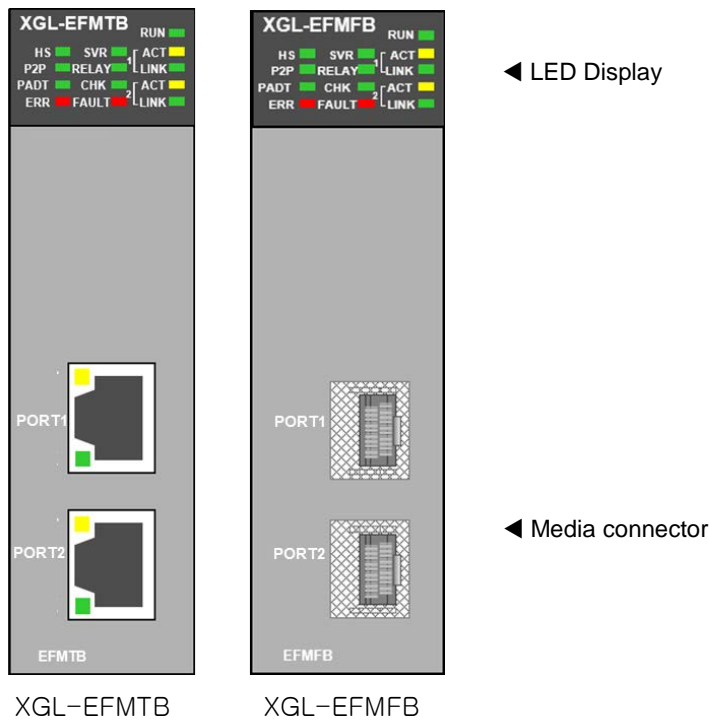 XGL-EFMTB
RUN
HS SVR 1 ACT
P2P RELAY LINK
PADT CHK 2 ACT
ERR FAULT LINK
PORT1
PORT2
EFMTB
XGL-EFMTB
XGL-EFMFB
RUN
HS SVR 1 ACT
P2P RELAY LINK
PADT CHK 2 ACT
ERR FAULT LINK
PORT1
PORT2
EFMFB
XGL-EFMFB
◀ LED Display
◀ Media connector